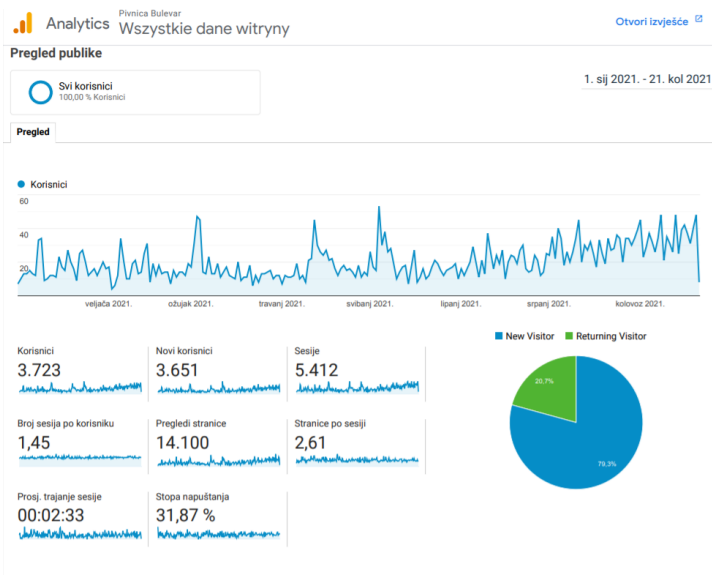 Analytics
Pivnica Bulevar
Wszystkie dane witryny
Otvori izvješće
Pregled publike
Svi korisnici
100,00 % Korisnici
1. sij 2021. - 21. kol 2021
Pregled
Korisnici
60
40
20
veljača 2021.
ožujak 2021.
travanj 2021.
svibanj 2021.
lipanj 2021.
srpanj 2021.
kolovoz 2021.
New Visitor
Returning Visitor
Korisnici
3.723
Novi korisnici
3.651
Sesije
5.412
20,7%
79,3%
Broj sesija po korisniku
1,45
Pregledi stranice
14.100
Stranice po sesiji
2,61
Prosj. trajanje sesije
00:02:33
Stopa napuštanja
31,87 %